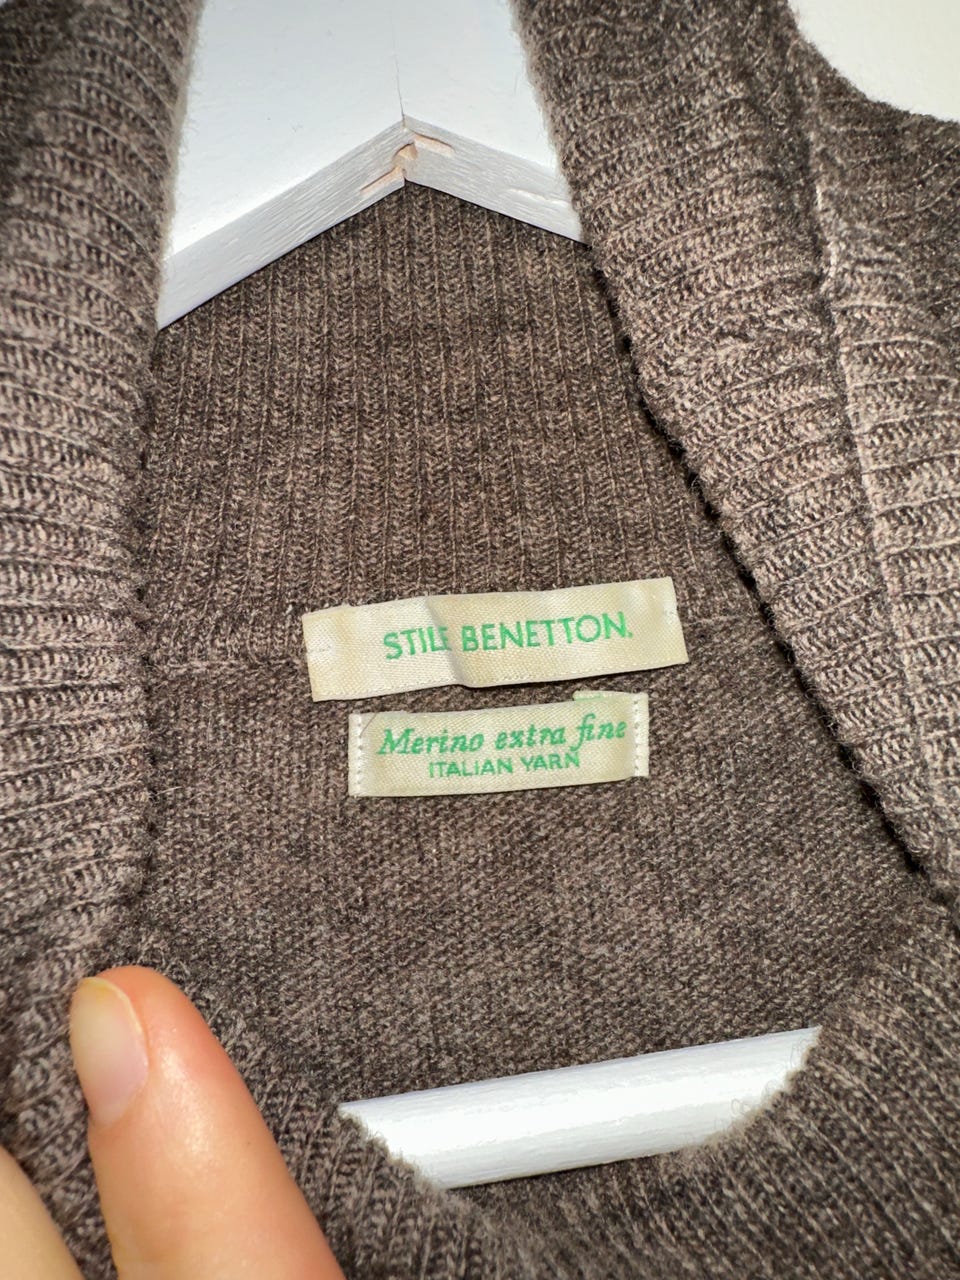 STILE BENETTON.
Merino extra fine
ITALIAN YARN